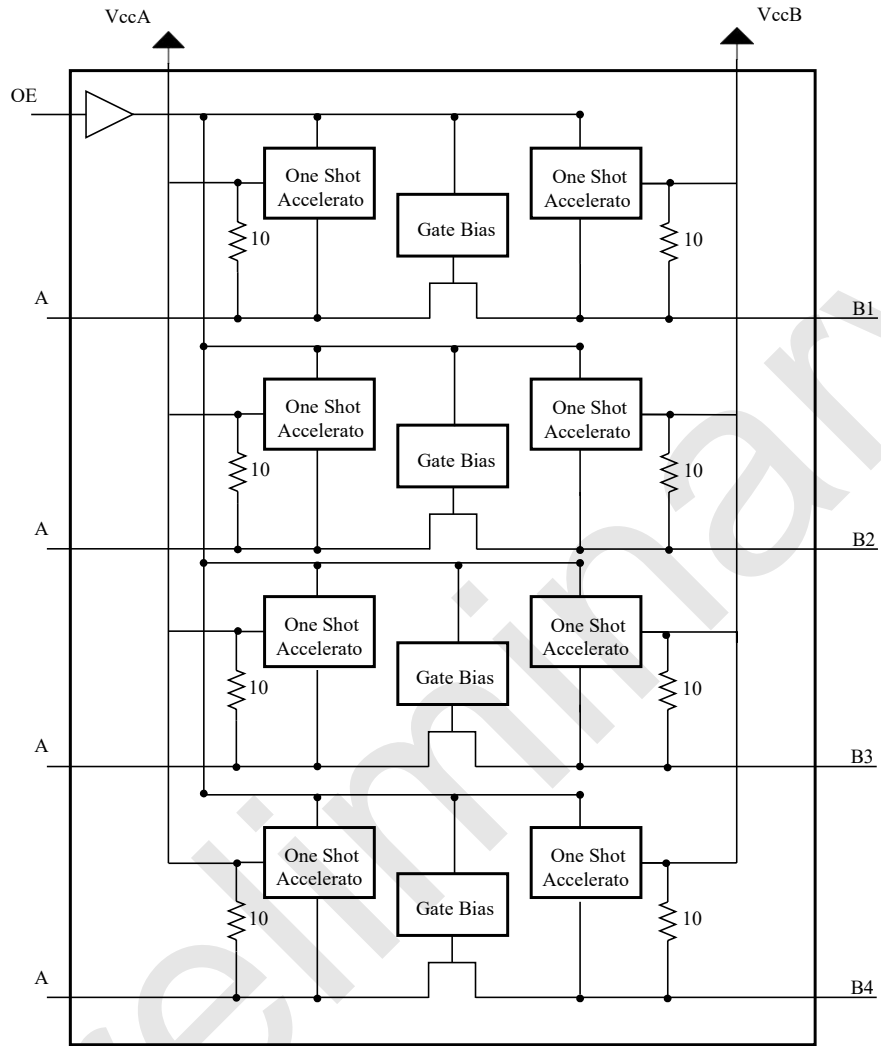 VccA
VccB
OE
One Shot
Accelerato
One Shot
Accelerato
Gate Bias
10
10
A
B1
One Shot
Accelerato
One Shot
Accelerato
Gate Bias
10
10
A
B2
One Shot
Accelerato
One Shot
Accelerato
Gate Bias
10
10
A
B3
One Shot
Accelerato
One Shot
Accelerato
Gate Bias
10
10
A
B4
reliminary